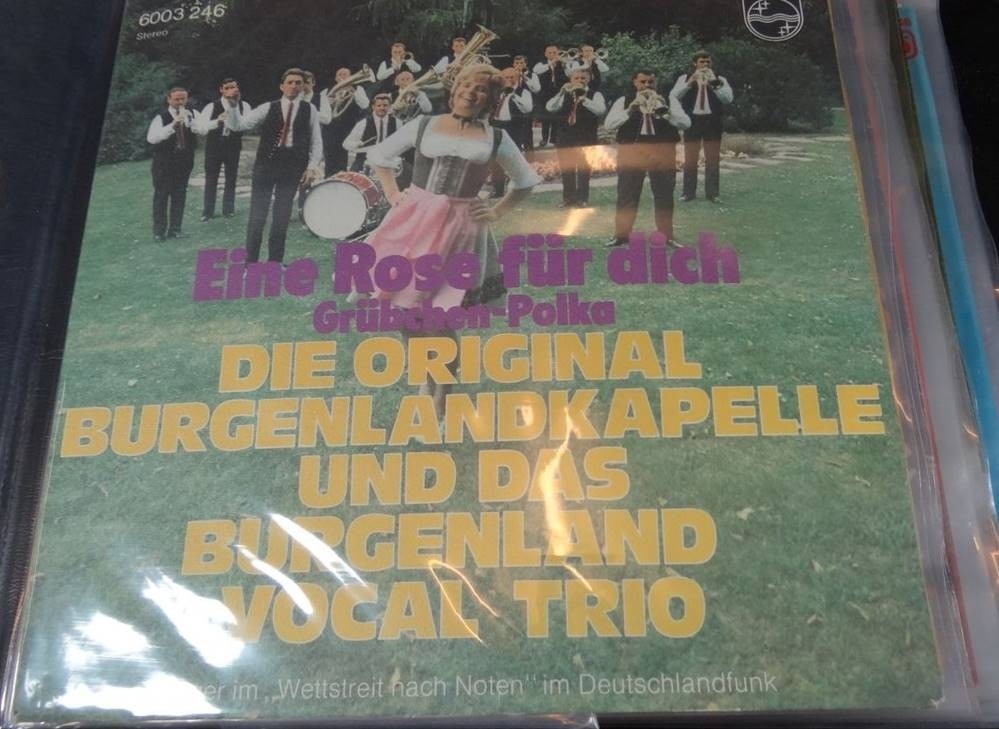 6003 246
Stereo
Eine Rose für dich
Grübchen-Polka
DIE ORIGINAL
BURGENLANDKAPELLE
UND DAS
BURGENLAND
VOCAL TRIO
im „Wettstreit nach Noten“ im Deutschlandfunk